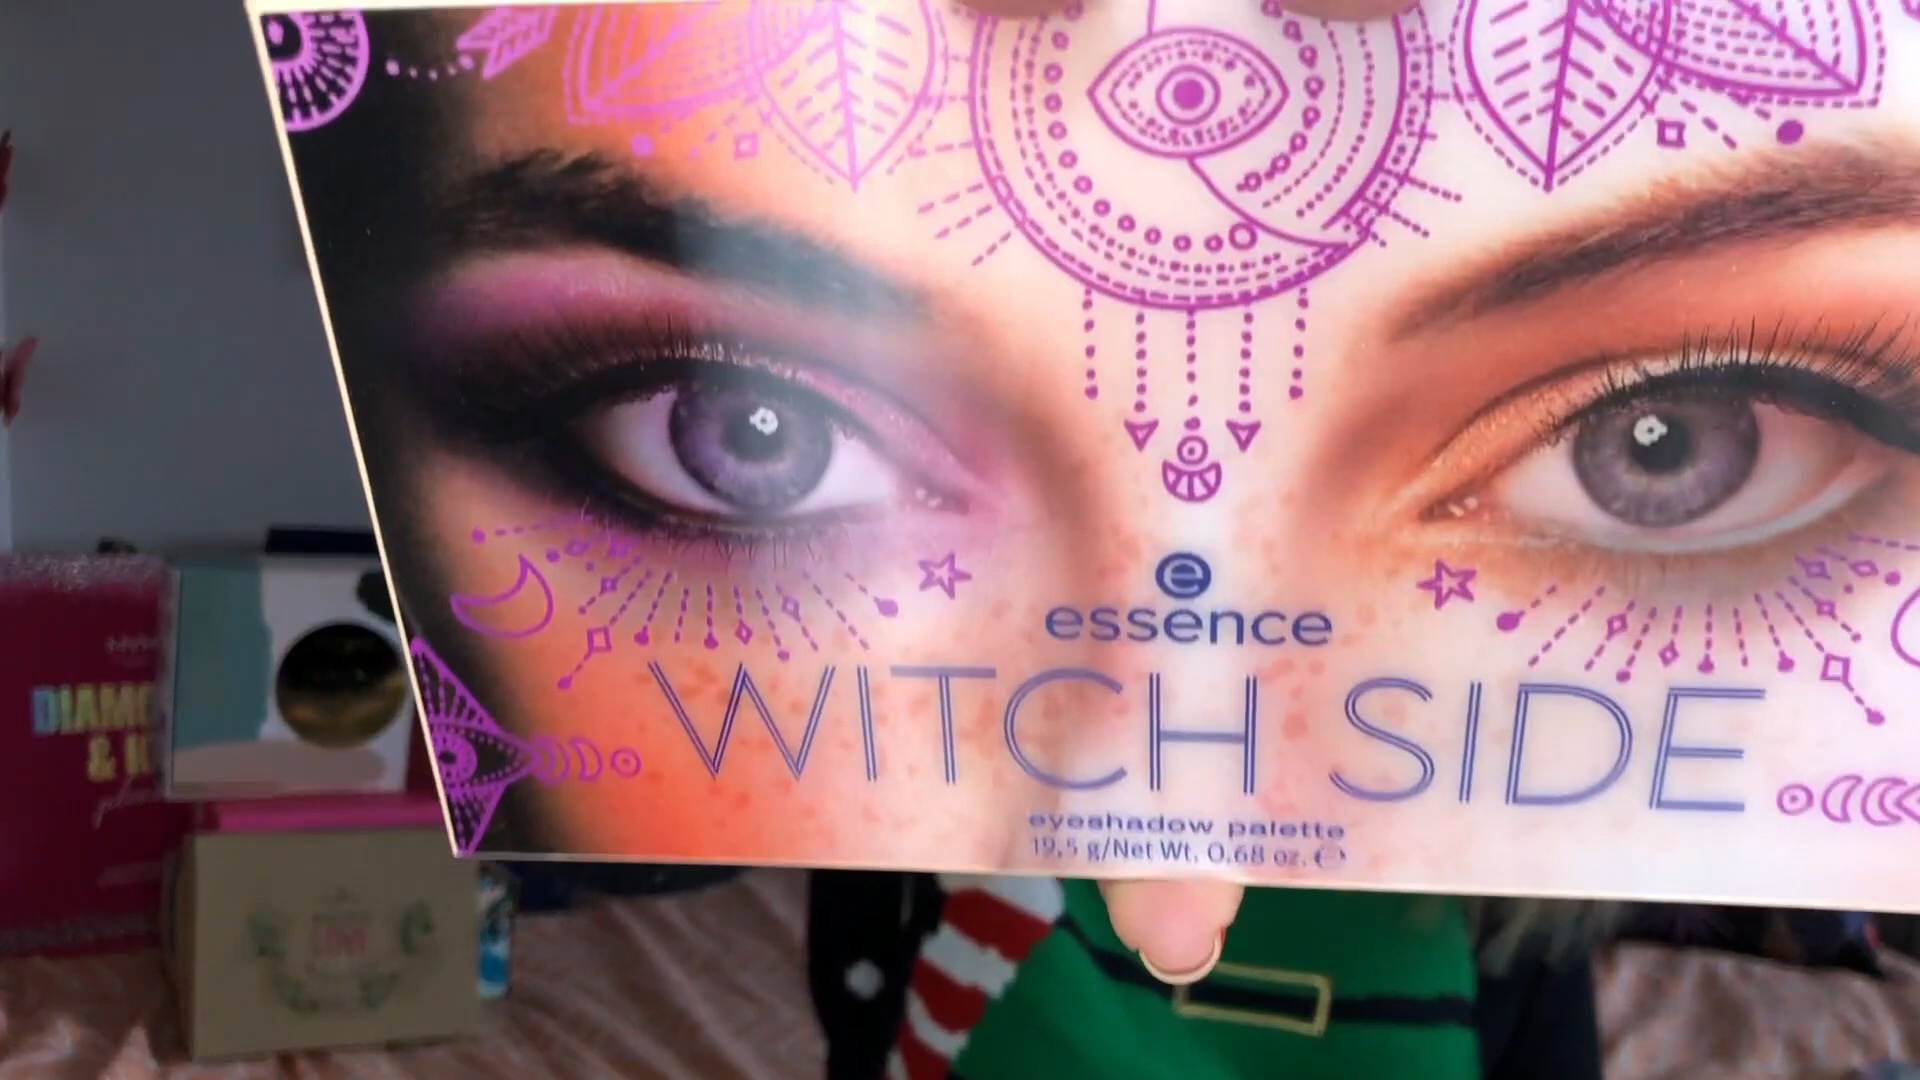 e
essence
WITCH SIDE
eyeshadow palette
19,5 g/Net Wt. 0.68 oz. e